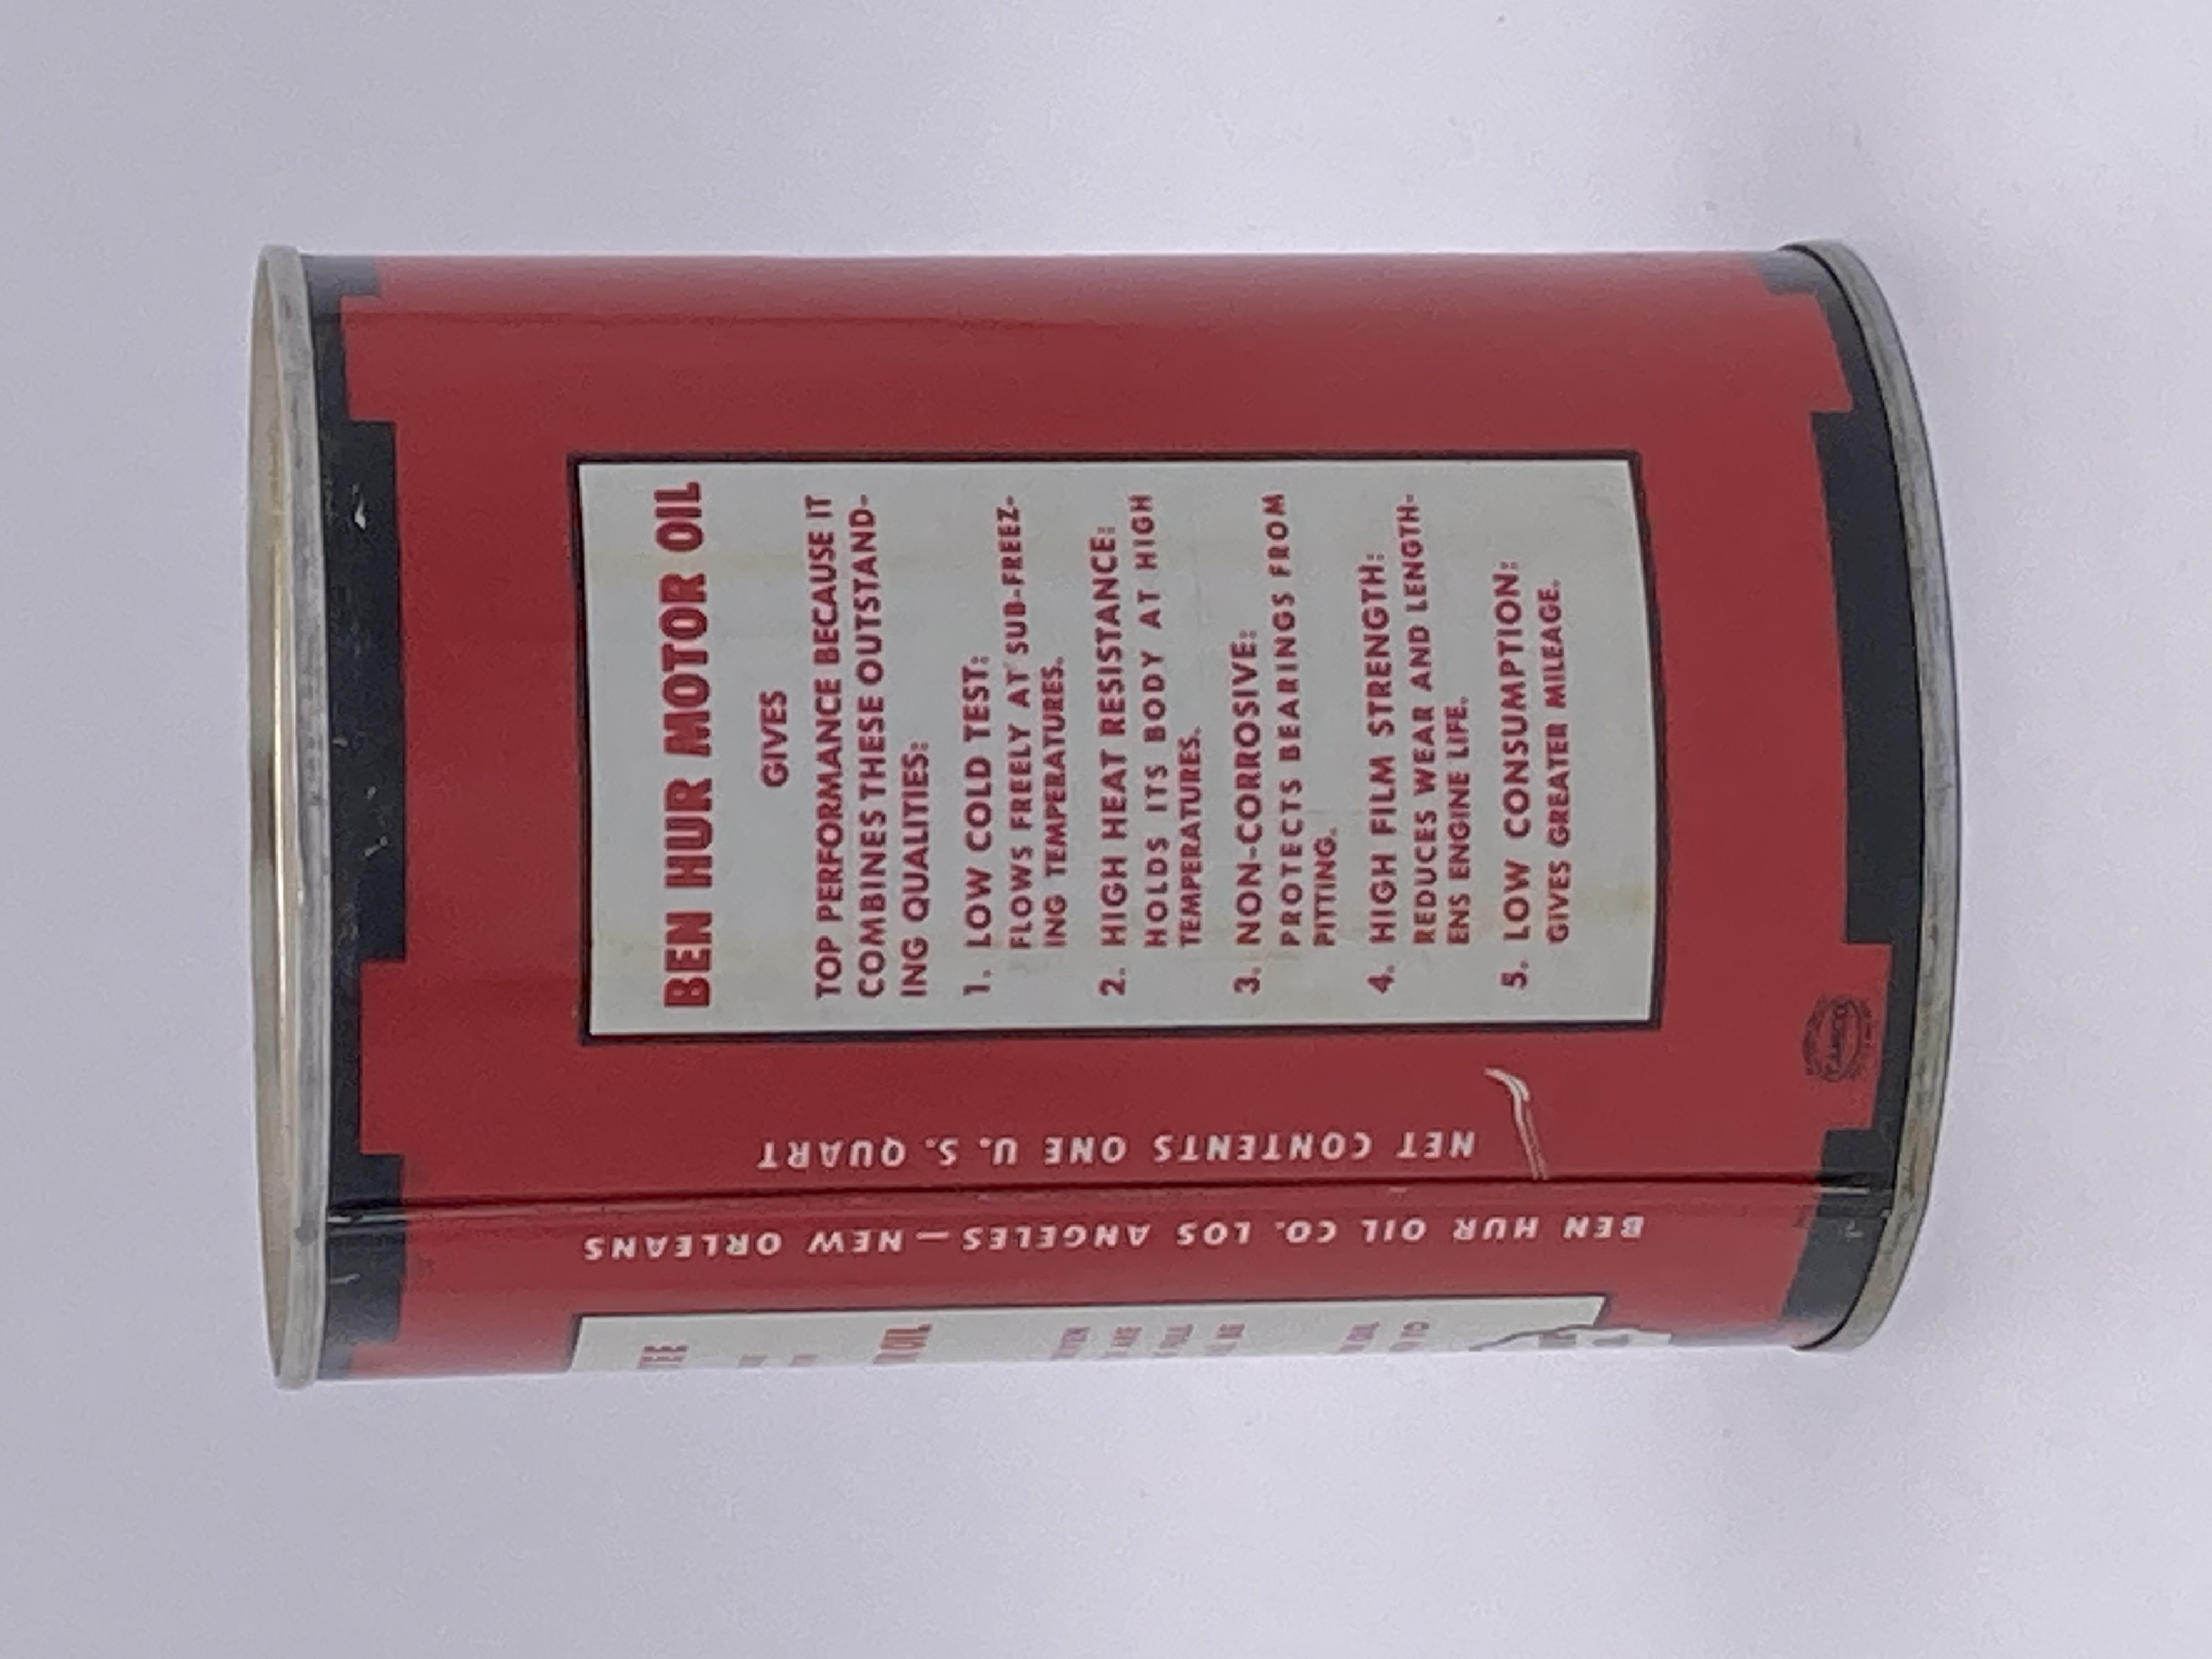 BEN HUR MOTOR OIL
GIVES
TOP PERFORMANCE BECAUSE IT
COMBINES THESE OUTSTAND-
ING QUALITIES:
1. LOW COLD TEST:
FLOWS FREELY AT SUB-FREEZ-
ING TEMPERATURES.
2. HIGH HEAT RESISTANCE:
HOLDS ITS BODY AT HIGH
TEMPERATURES.
3. NON-CORROSIVE:
PROTECTS BEARINGS FROM
PITTING.
4. HIGH FILM STRENGTH:
REDUCES WEAR AND LENGTH-
ENS ENGINE LIFE.
5. LOW CONSUMPTION:
GIVES GREATER MILEAGE.
NET CONTENTS ONE U. S. QUART
BEN HUR OIL CO. LOS ANGELES — NEW ORLEANS
OIL